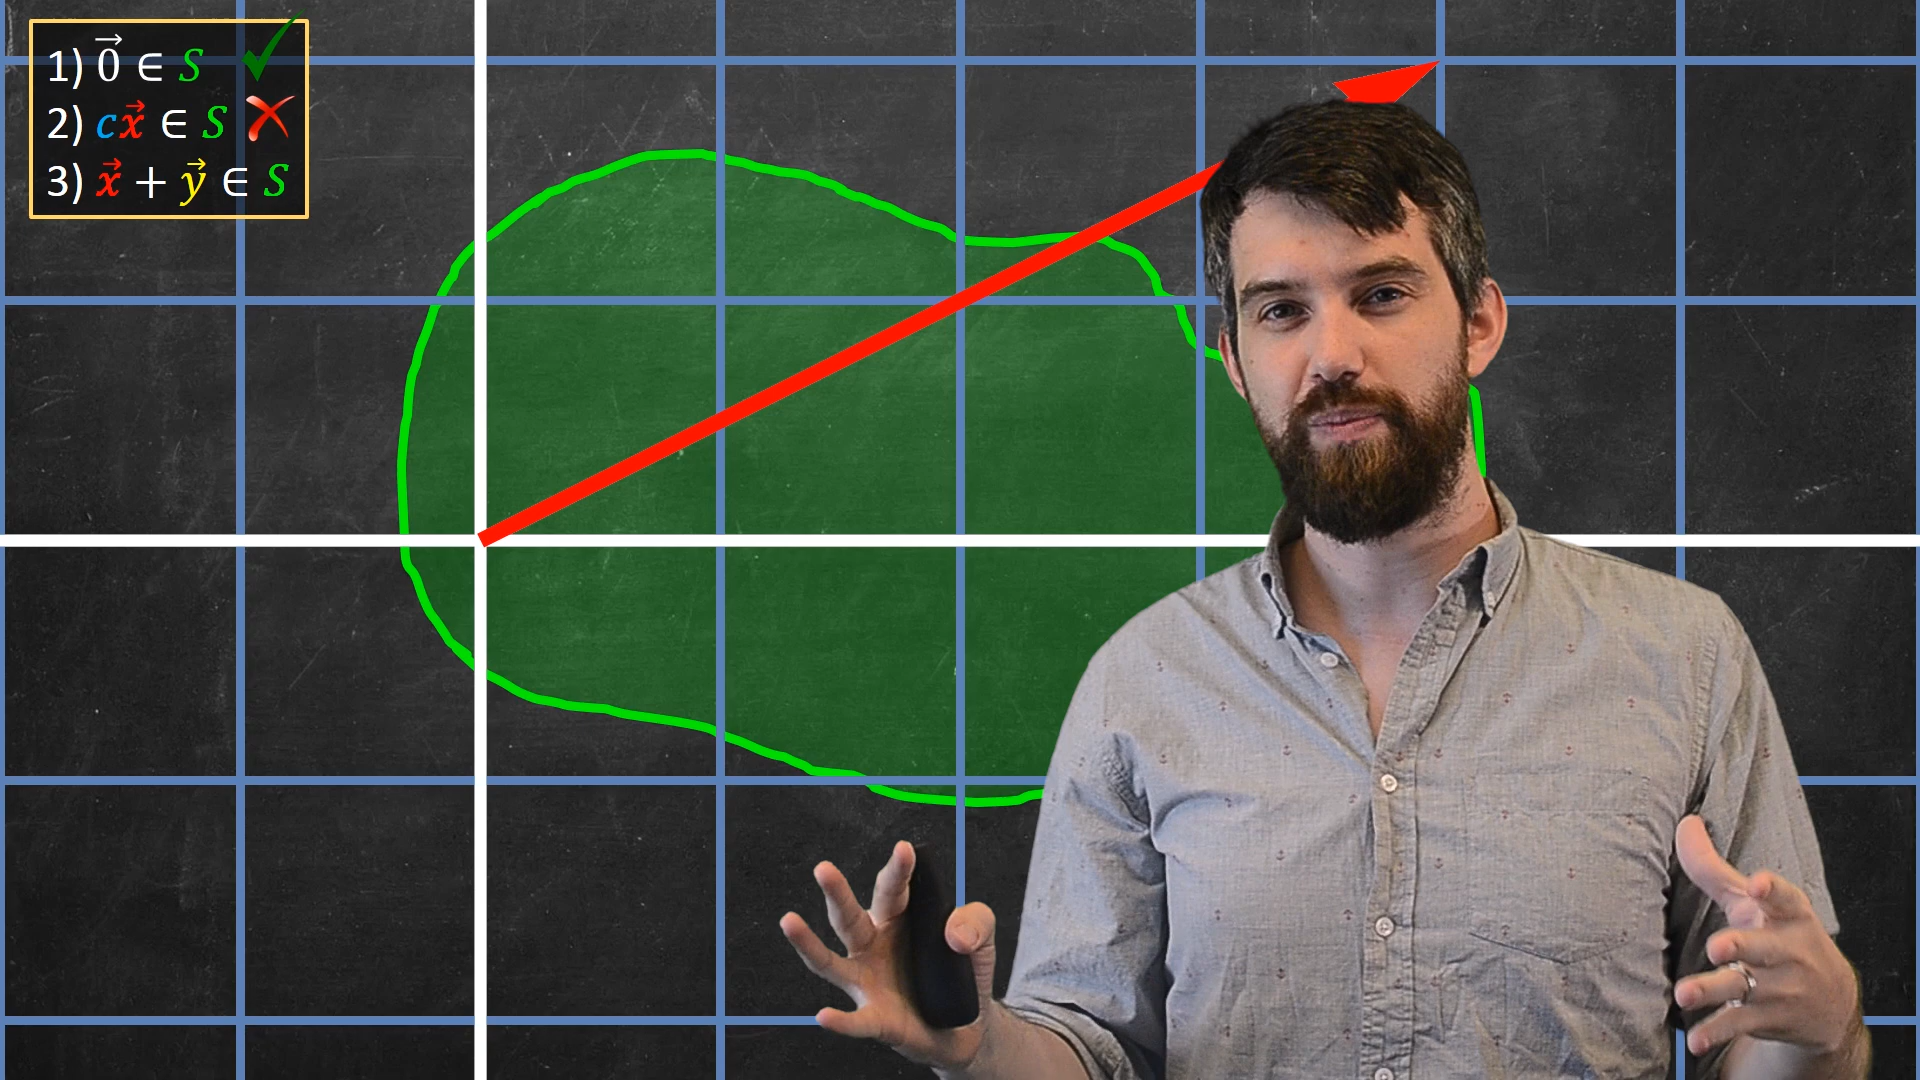 1) 0⃗ ∈ S ✓
2) cx⃗ ∈ S ✗
3) x⃗ + y⃗ ∈ S